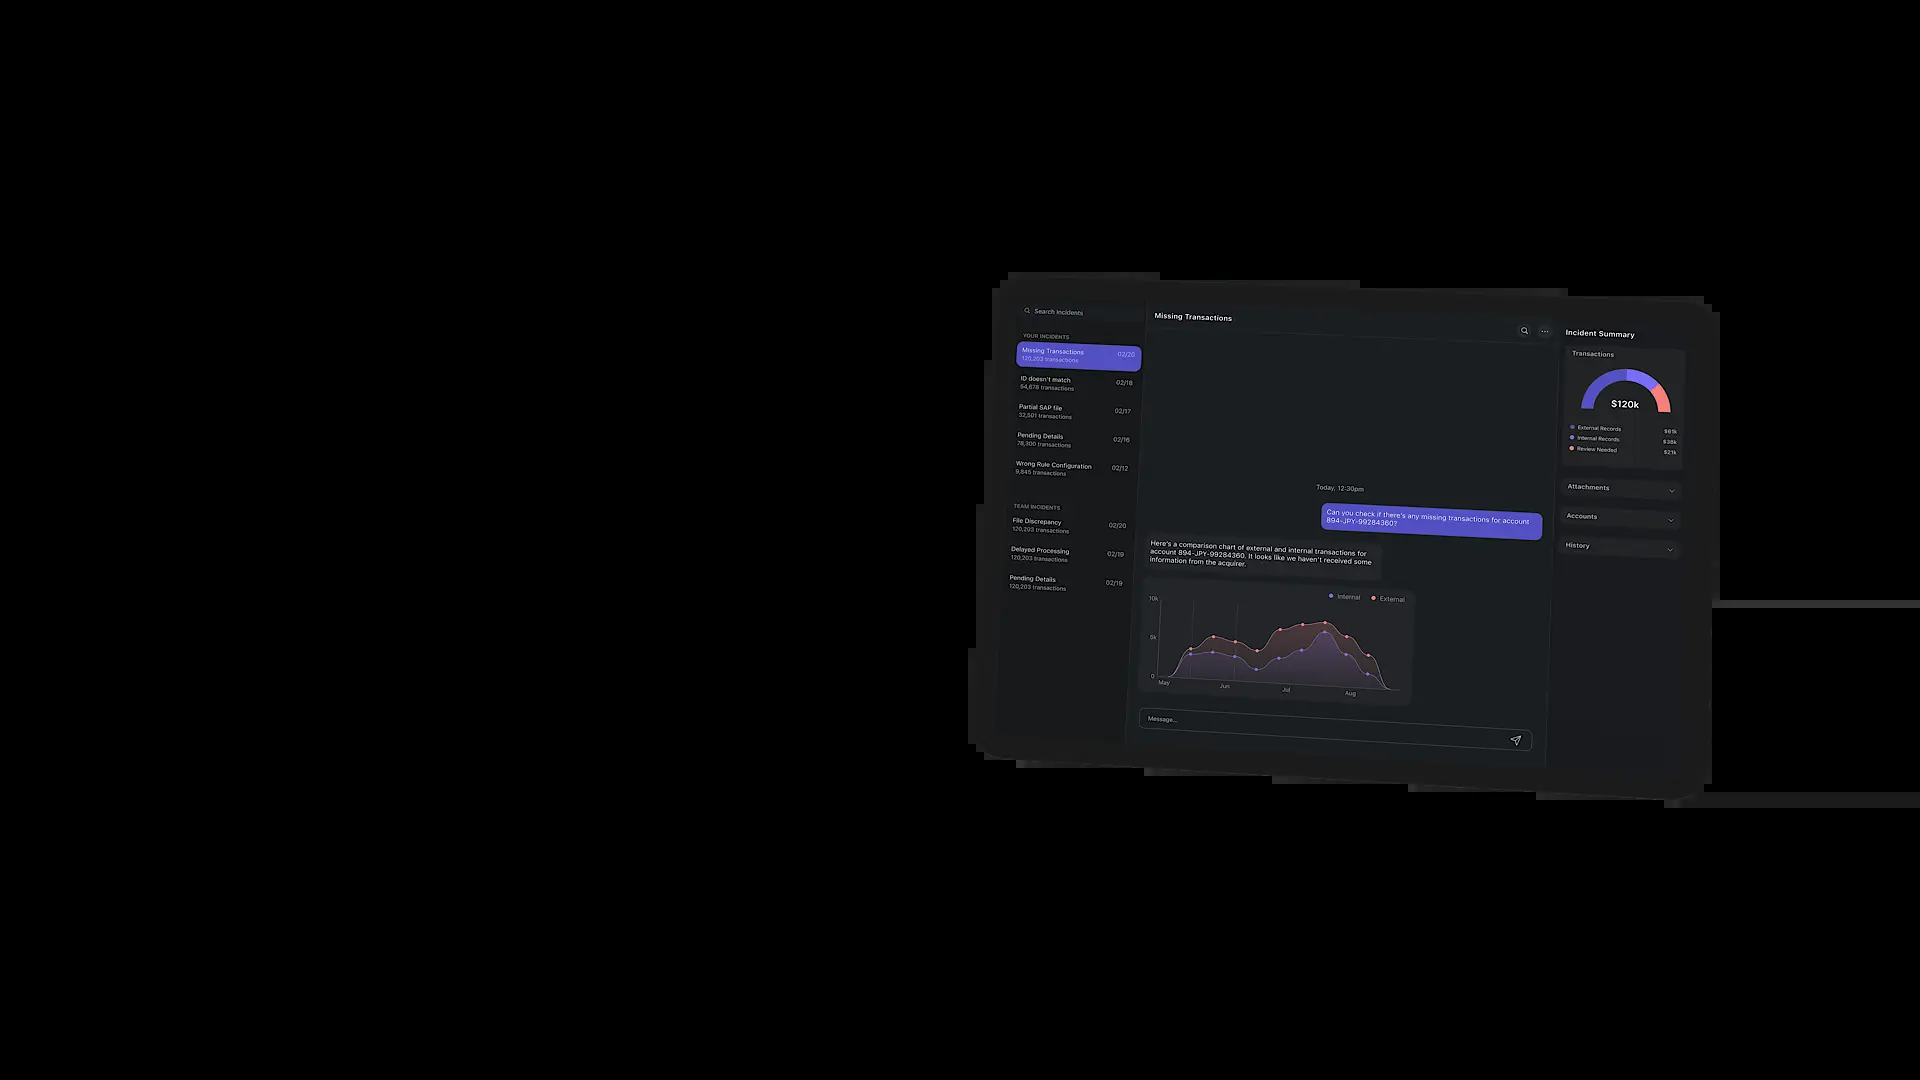 Search Incidents
YOUR INCIDENTS
Missing Transactions 02/20
120,203 transactions
ID doesn't match 02/18
54,678 transactions
Partial SAP file 02/17
32,501 transactions
Pending Details 02/16
78,300 transactions
Wrong Rule Configuration 02/12
9,845 transactions
TEAM INCIDENTS
File Discrepancy 02/20
120,203 transactions
Delayed Processing 02/19
120,203 transactions
Pending Details 02/19
120,203 transactions
Missing Transactions
Today, 12:30pm
Can you check if there's any missing transactions for account
894-JPY-99284360?
Here's a comparison chart of external and internal transactions for
account 894-JPY-99284360. It looks like we haven't received some
information from the acquirer.
Internal External
10k
5k
0
May Jun Jul Aug
Message...
Incident Summary
Transactions
$120k
External Records $61k
Internal Records $38k
Review Needed $21k
Attachments
Accounts
History